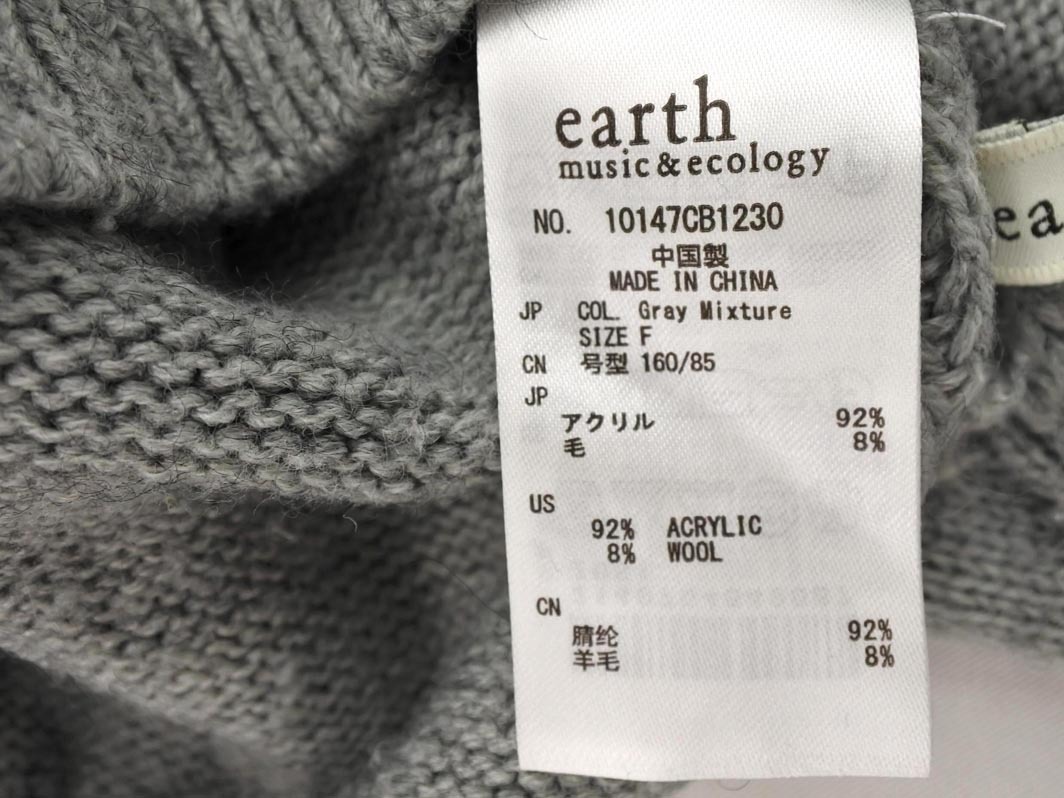 earth
music&ecology
NO. 10147CB1230
中国製
MADE IN CHINA
JP COL. Gray Mixture
SIZE F
CN 号型 160/85
JP
アクリル 92%
毛 8%
US
92% ACRYLIC
8% WOOL
CN
腈纶 92%
羊毛 8%
ea